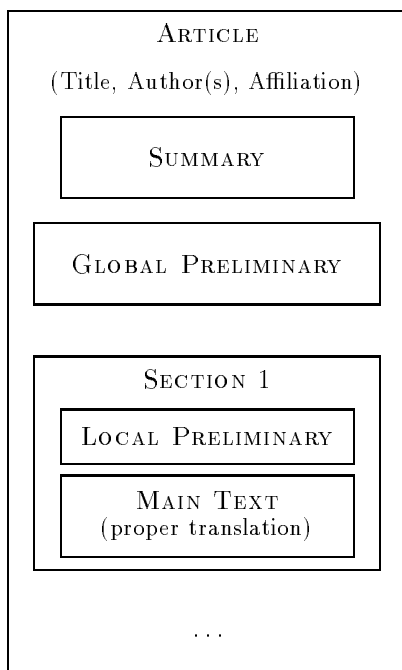 ARTICLE
(Title, Author(s), Affiliation)
SUMMARY
GLOBAL PRELIMINARY
SECTION 1
LOCAL PRELIMINARY
MAIN TEXT
(proper translation)
...